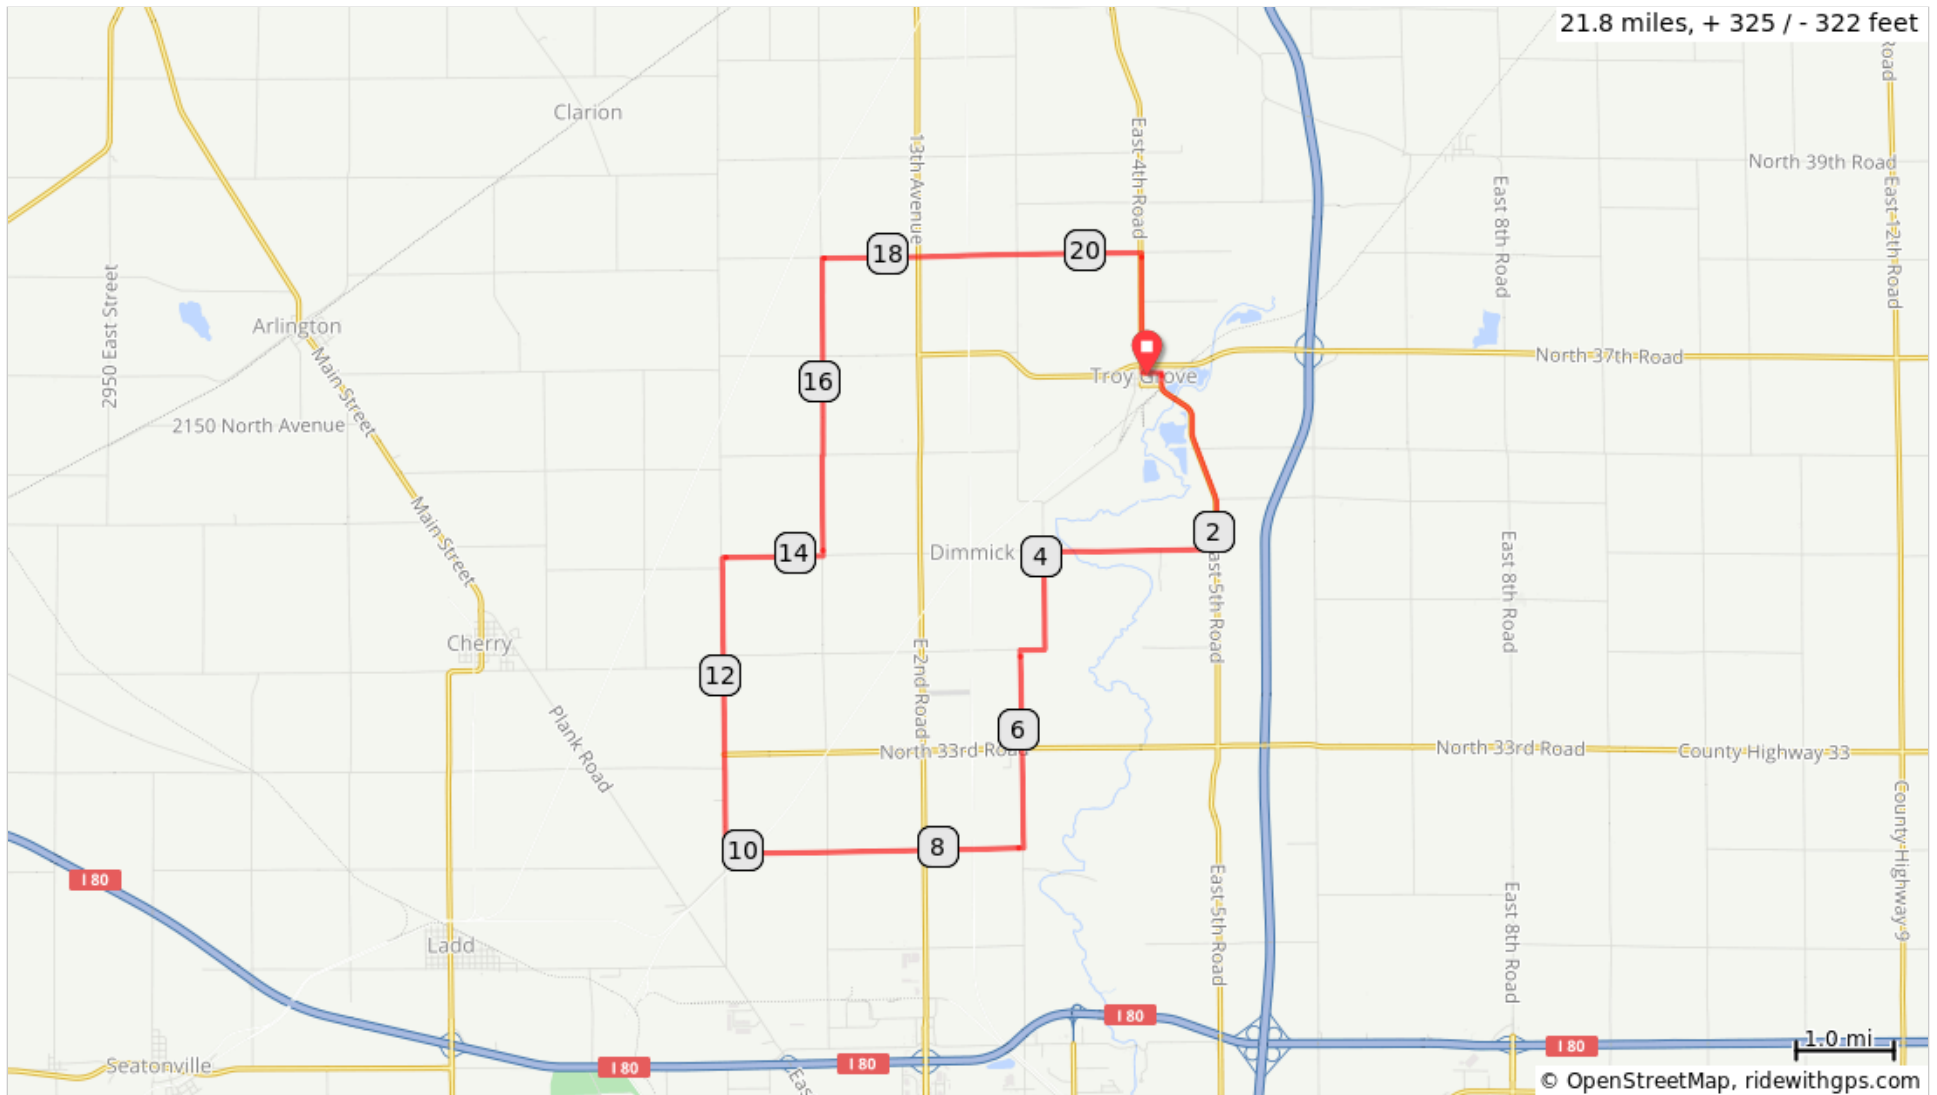 21.8 miles, + 325 / - 322 feet
Road
Clarion
13th Avenue
East 4th Road
North 39th Road
East 8th Road
East 12th Road
18
20
2950 East Street
Arlington
Main Street
16
Troy Grove
North 37th Road
2150 North Avenue
Main Street
2
Dimmick
4
14
East 8th Road
East 5th Road
Cherry
12
E 2nd Road
Plank Road
6
North 33rd Road
North 33rd Road
County Highway 33
10
8
County Highway 9
I 80
East 5th Road
East 8th Road
Ladd
I 80
1.0 mi
I 80
Seatonville
I 80
I 80
Eas
© OpenStreetMap, ridewithgps.com